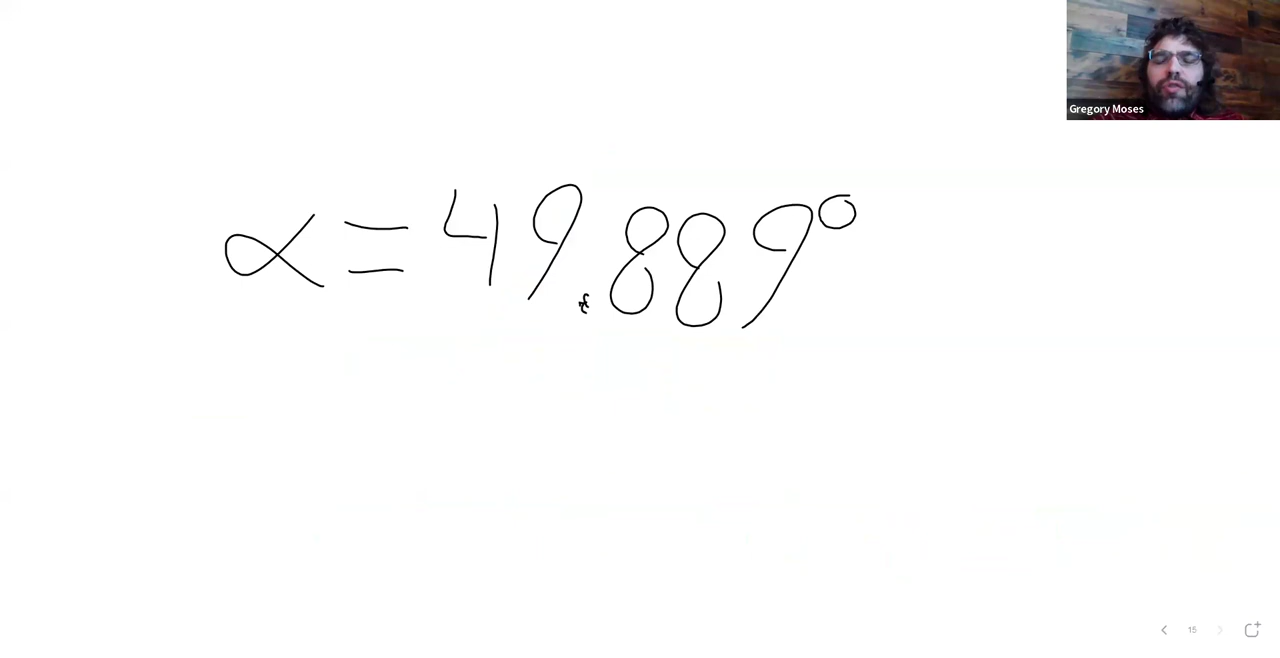 Gregory Moses
α = 49.889°
15